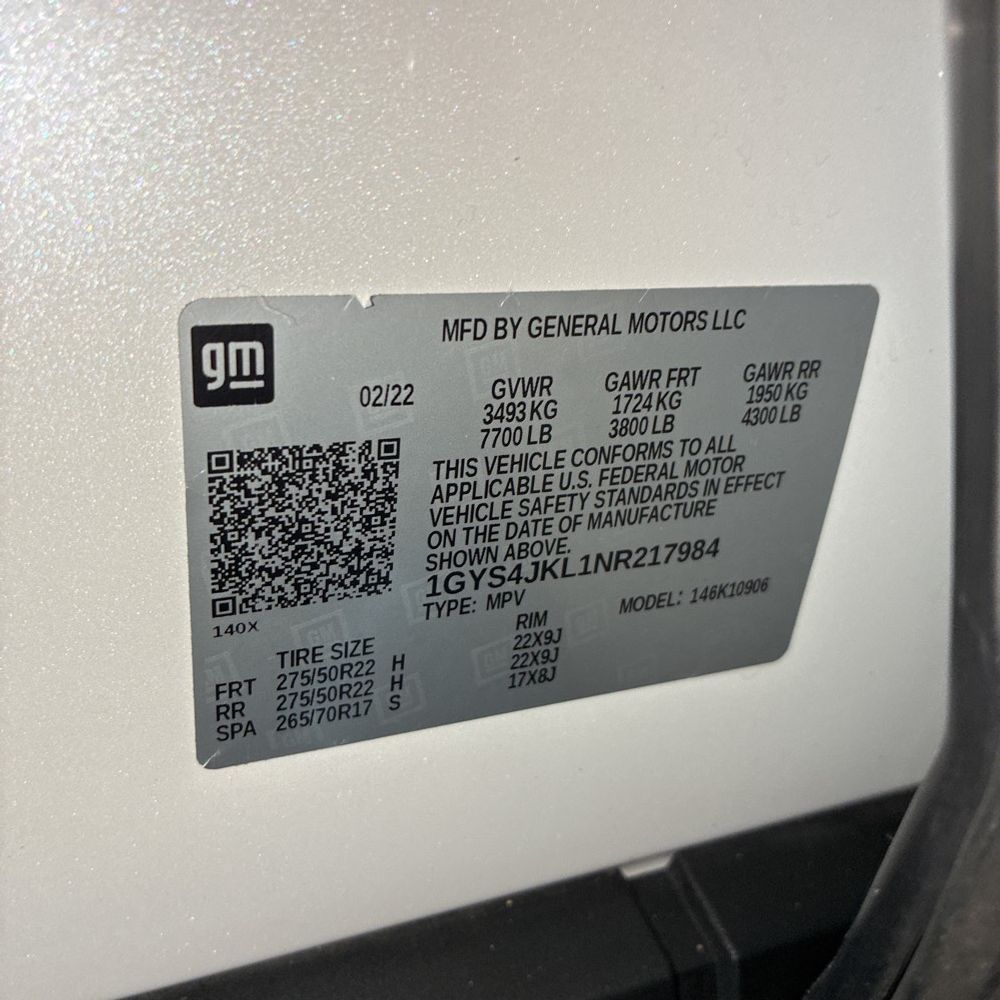 gm
MFD BY GENERAL MOTORS LLC
02/22 GVWR GAWR FRT GAWR RR
3493 KG 1724 KG 1950 KG
7700 LB 3800 LB 4300 LB
THIS VEHICLE CONFORMS TO ALL
APPLICABLE U.S. FEDERAL MOTOR
VEHICLE SAFETY STANDARDS IN EFFECT
ON THE DATE OF MANUFACTURE
SHOWN ABOVE.
1GYS4JKL1NR217984
TYPE: MPV MODEL: 146K10906
140X
TIRE SIZE RIM
FRT 275/50R22 H 22X9J
RR 275/50R22 H 22X9J
SPA 265/70R17 S 17X8J